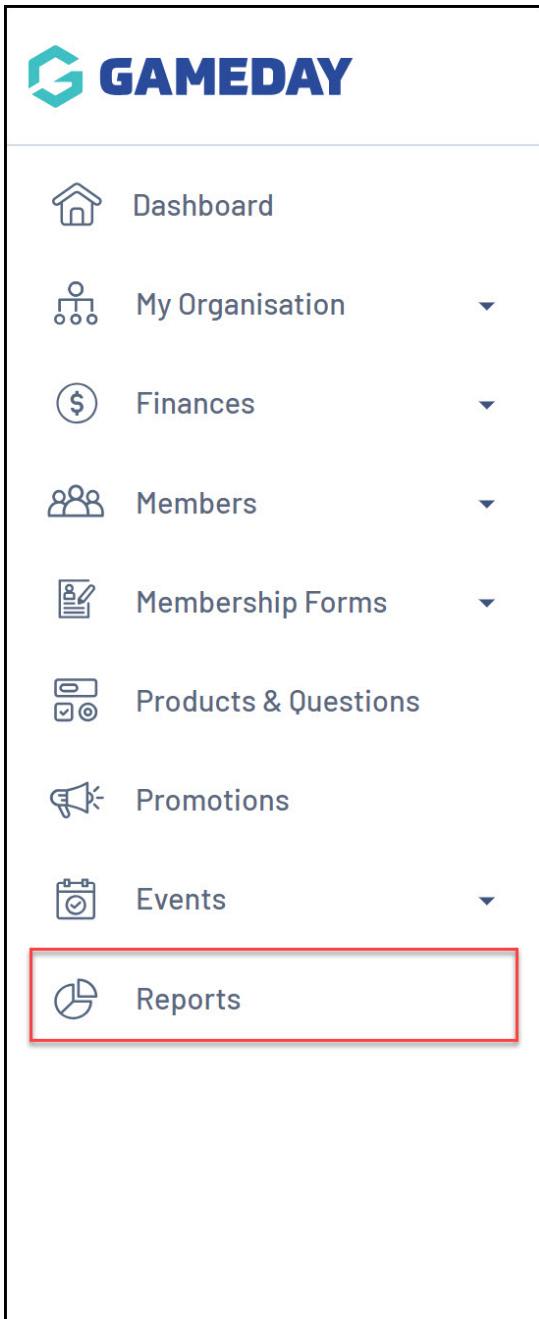 GAMEDAY
Dashboard
My Organisation
Finances
Members
Membership Forms
Products & Questions
Promotions
Events
Reports